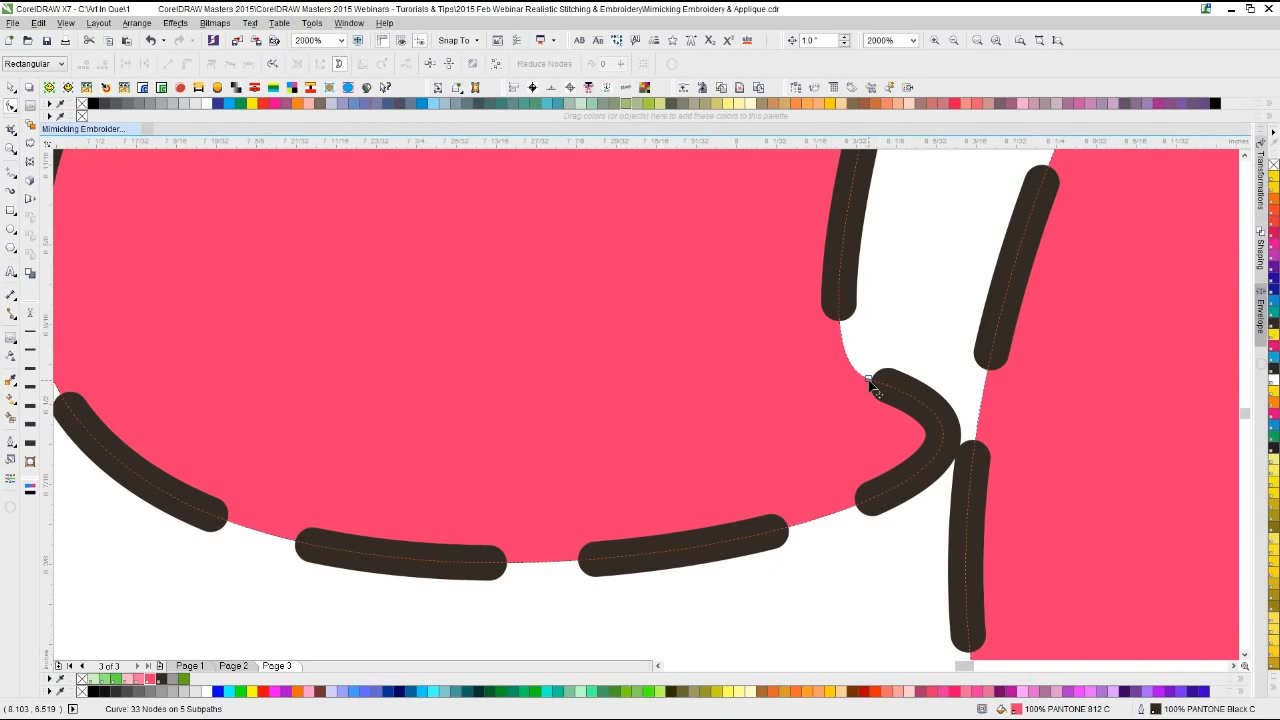 CorelDRAW X7 - C:\Art In Que\1
CorelDRAW Masters 2015\CorelDRAW Masters 2015 Webinars - Tururials & Tips\2015 Feb Webinar Realistic Stitching & Embroidery\Mimicking Embroidery & Applique.cdr
File Edit View Layout Arrange Effects Bitmaps Text Table Tools Window Help
2000% Snap To 1.0 " 2000%
Rectangular Reduce Nodes 0
Drag colors (or objects) here to add these colors to this palette
Mimicking Embroider...
inches
Transformations
Shaping
Envelope
3 of 3 Page 1 Page 2 Page 3
( 8.103, 6.519 ) Curve: 33 Nodes on 5 Subpaths 100% PANTONE 812 C 100% PANTONE Black C